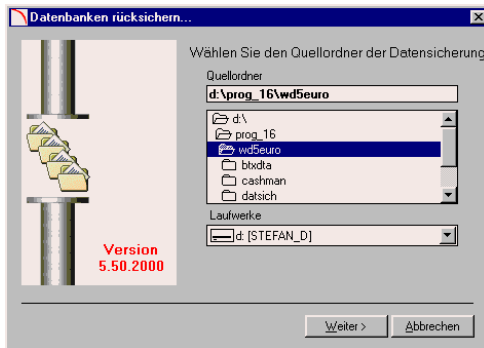 Datenbanken rücksichern...
Wählen Sie den Quellordner der Datensicherung
Quellordner
d:\prog_16\wd5euro
d:\
prog_16
wd5euro
btxdta
cashman
datsich
Laufwerke
d: [STEFAN_D]
Version
5.50.2000
Weiter >
Abbrechen